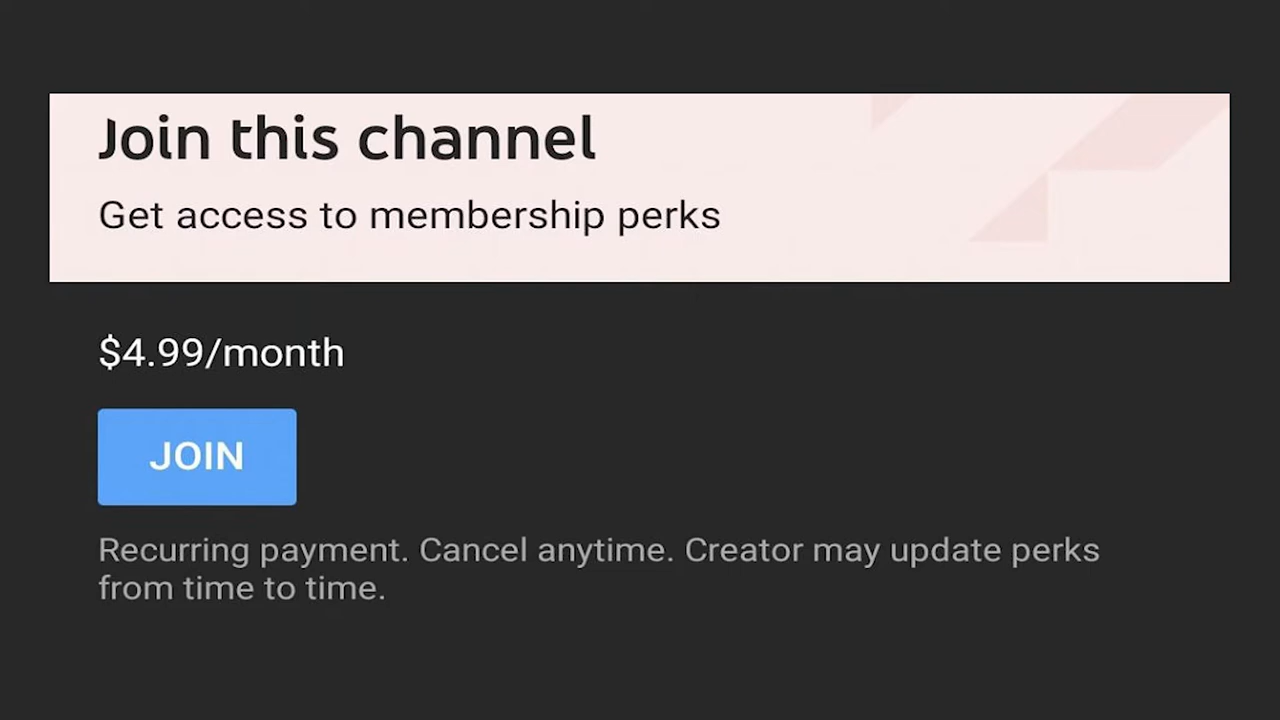 Join this channel
Get access to membership perks
$4.99/month
JOIN
Recurring payment. Cancel anytime. Creator may update perks
from time to time.